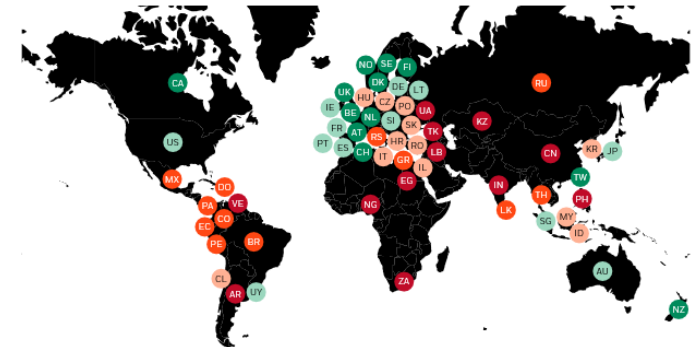 NO
SE
FI
CA
DK
DE
LT
RU
UK
HU
CZ
PO
IE
BE
NL
SI
SK
UA
KZ
FR
AT
RS
HR
RO
TK
US
PT
ES
CH
IT
GR
IL
LB
CN
KR
JP
MX
DO
EG
IN
TH
TW
PA
VE
NG
LK
PH
EC
CO
SG
MY
PE
BR
ID
CL
AR
UY
ZA
AU
NZ